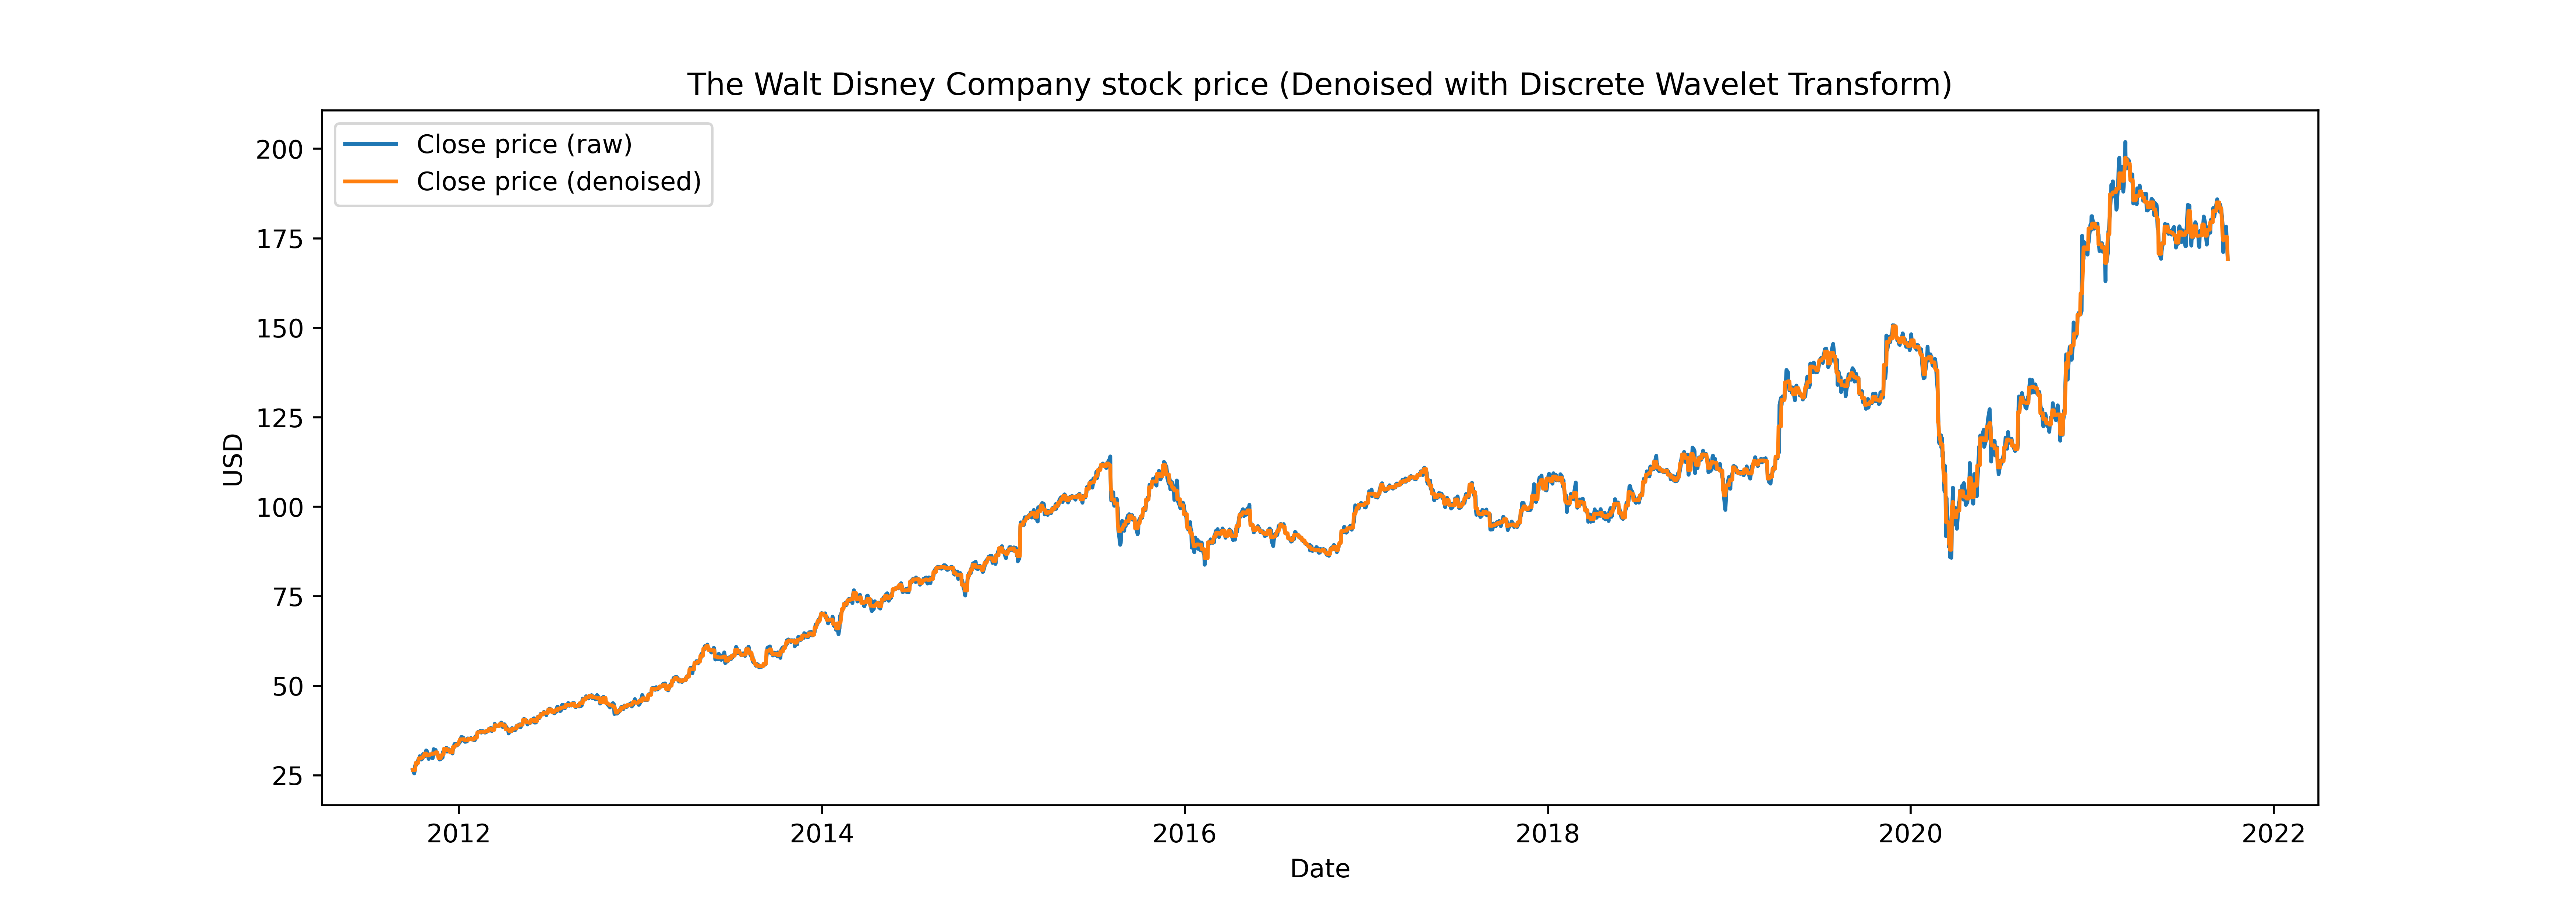 The Walt Disney Company stock price (Denoised with Discrete Wavelet Transform)
Close price (raw)
Close price (denoised)
200
175
150
125
100
75
50
25
USD
2012 2014 2016 2018 2020 2022
Date